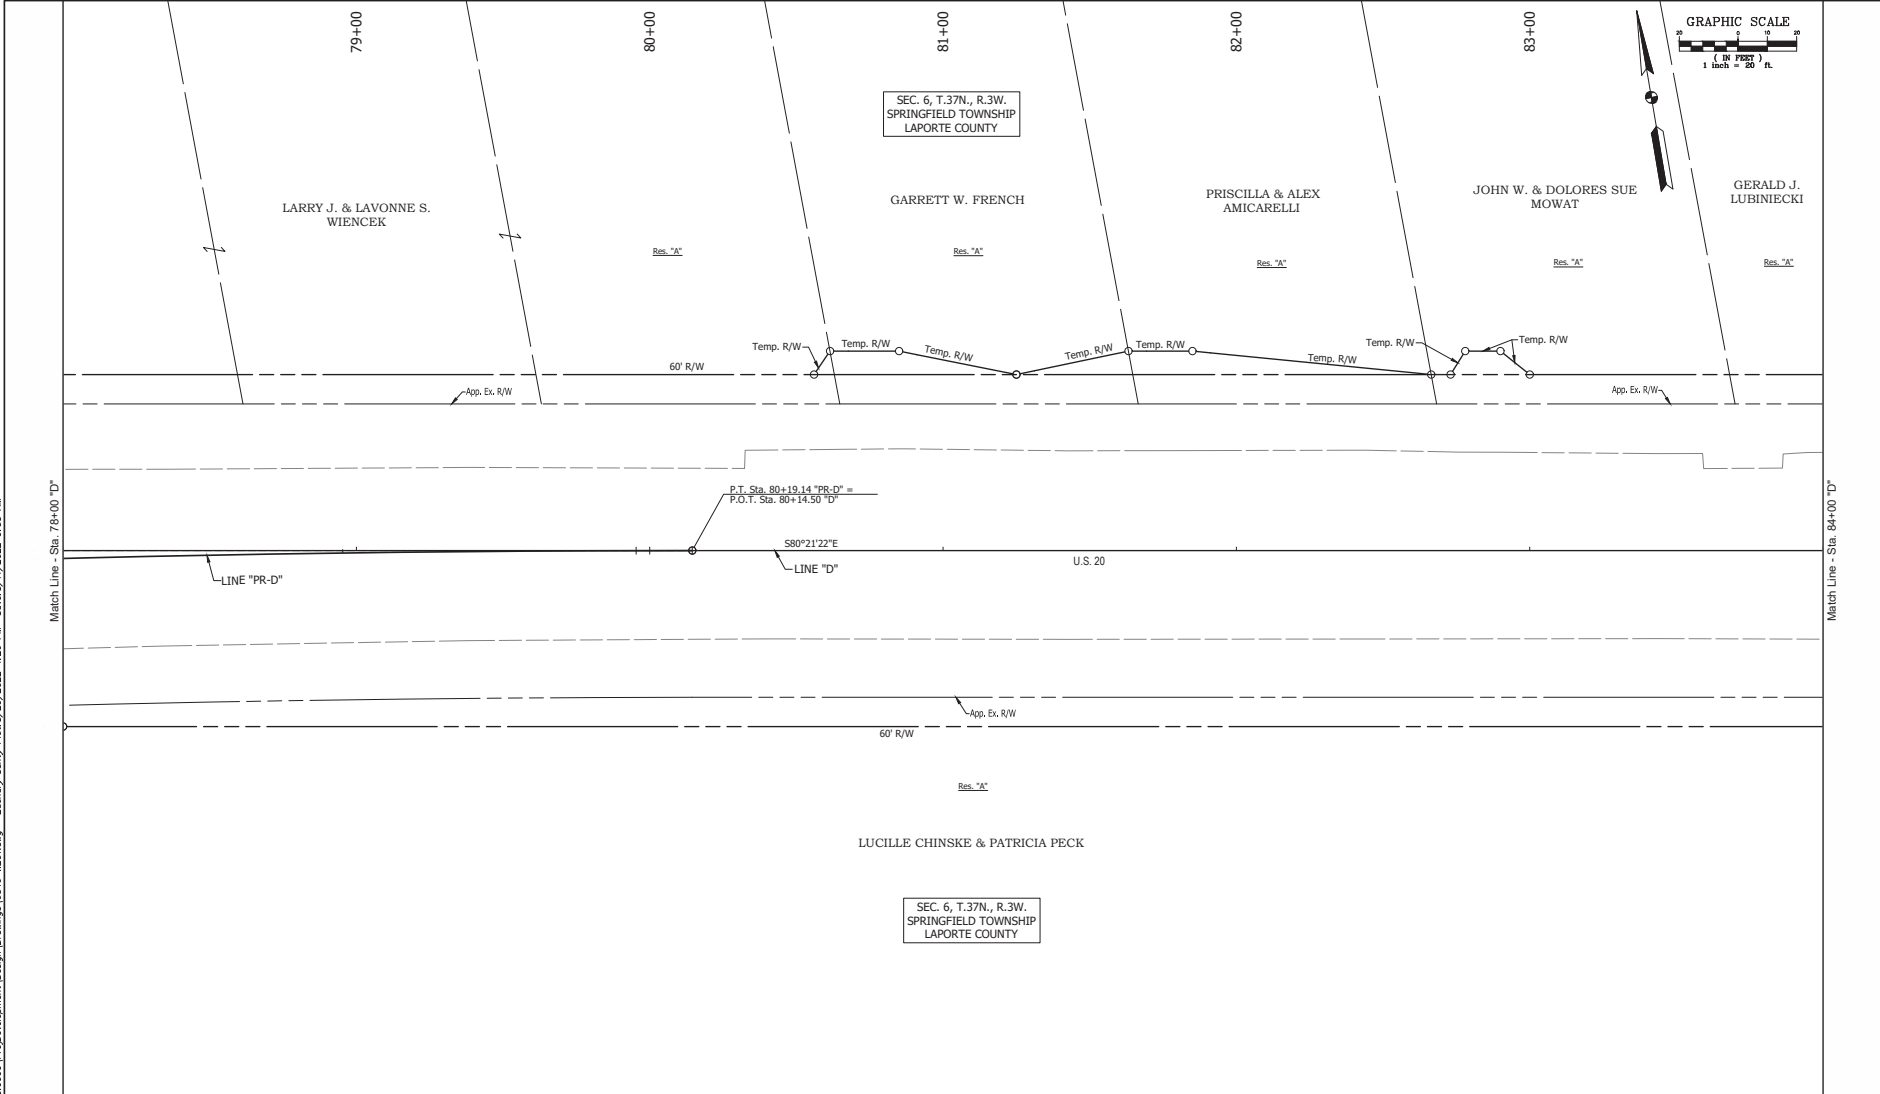 79+00
80+00
81+00
82+00
83+00
GRAPHIC SCALE
20 0 10 20
( IN FEET )
1 inch = 20 ft.
SEC. 6, T.37N., R.3W.
SPRINGFIELD TOWNSHIP
LAPORTE COUNTY
LARRY J. & LAVONNE S.
WIENCEK
GARRETT W. FRENCH
PRISCILLA & ALEX
AMICARELLI
JOHN W. & DOLORES SUE
MOWAT
GERALD J.
LUBINIECKI
Res. "A"
Res. "A"
Res. "A"
Res. "A"
Res. "A"
Temp. R/W
Temp. R/W
Temp. R/W
Temp. R/W
Temp. R/W
Temp. R/W
Temp. R/W
Temp. R/W
60' R/W
App. Ex. R/W
App. Ex. R/W
Match Line - Sta. 78+00 "D"
P.T. Sta. 80+19.14 "PR-D" =
P.O.T. Sta. 80+14.50 "D"
S80°21'22"E
LINE "PR-D"
LINE "D"
U.S. 20
Match Line - Sta. 84+00 "D"
App. Ex. R/W
60' R/W
Res. "A"
LUCILLE CHINSKE & PATRICIA PECK
SEC. 6, T.37N., R.3W.
SPRINGFIELD TOWNSHIP
LAPORTE COUNTY